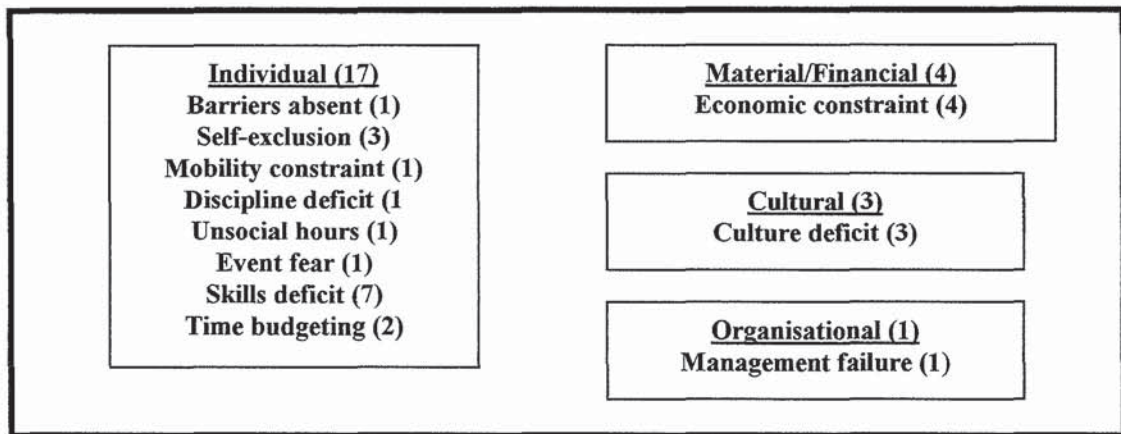 Individual (17)
Barriers absent (1)
Self-exclusion (3)
Mobility constraint (1)
Discipline deficit (1
Unsocial hours (1)
Event fear (1)
Skills deficit (7)
Time budgeting (2)
Material/Financial (4)
Economic constraint (4)
Cultural (3)
Culture deficit (3)
Organisational (1)
Management failure (1)